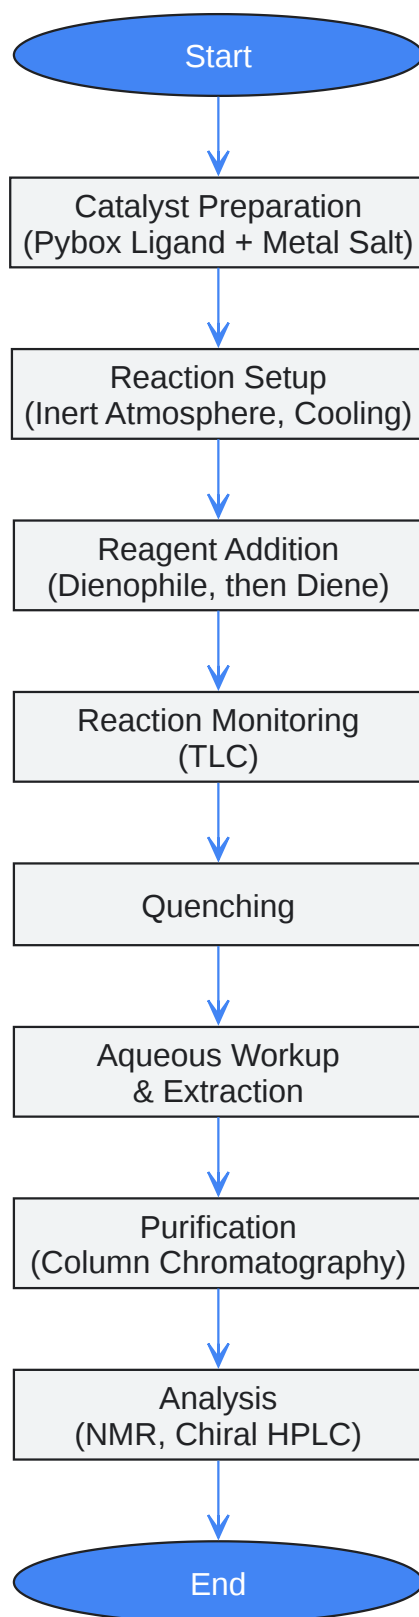 Start
Catalyst Preparation
(Pybox Ligand + Metal Salt)
Reaction Setup
(Inert Atmosphere, Cooling)
Reagent Addition
(Dienophile, then Diene)
Reaction Monitoring
(TLC)
Quenching
Aqueous Workup
& Extraction
Purification
(Column Chromatography)
Analysis
(NMR, Chiral HPLC)
End